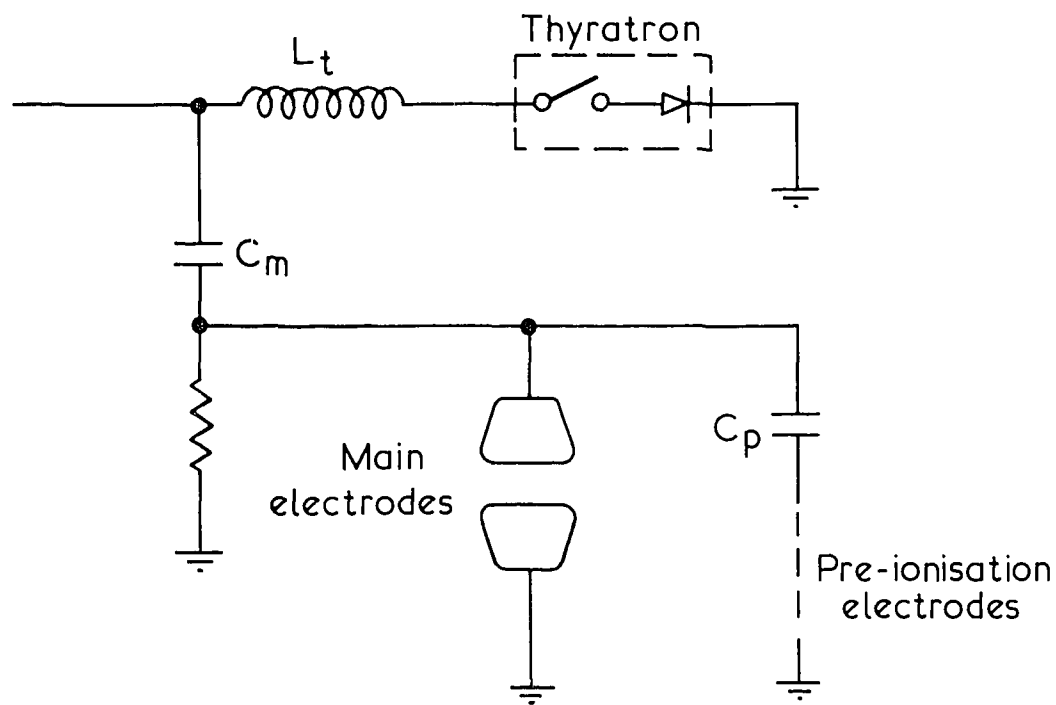 Thyratron
Lt
Cm
Main
electrodes
Cp
Pre-ionisation
electrodes